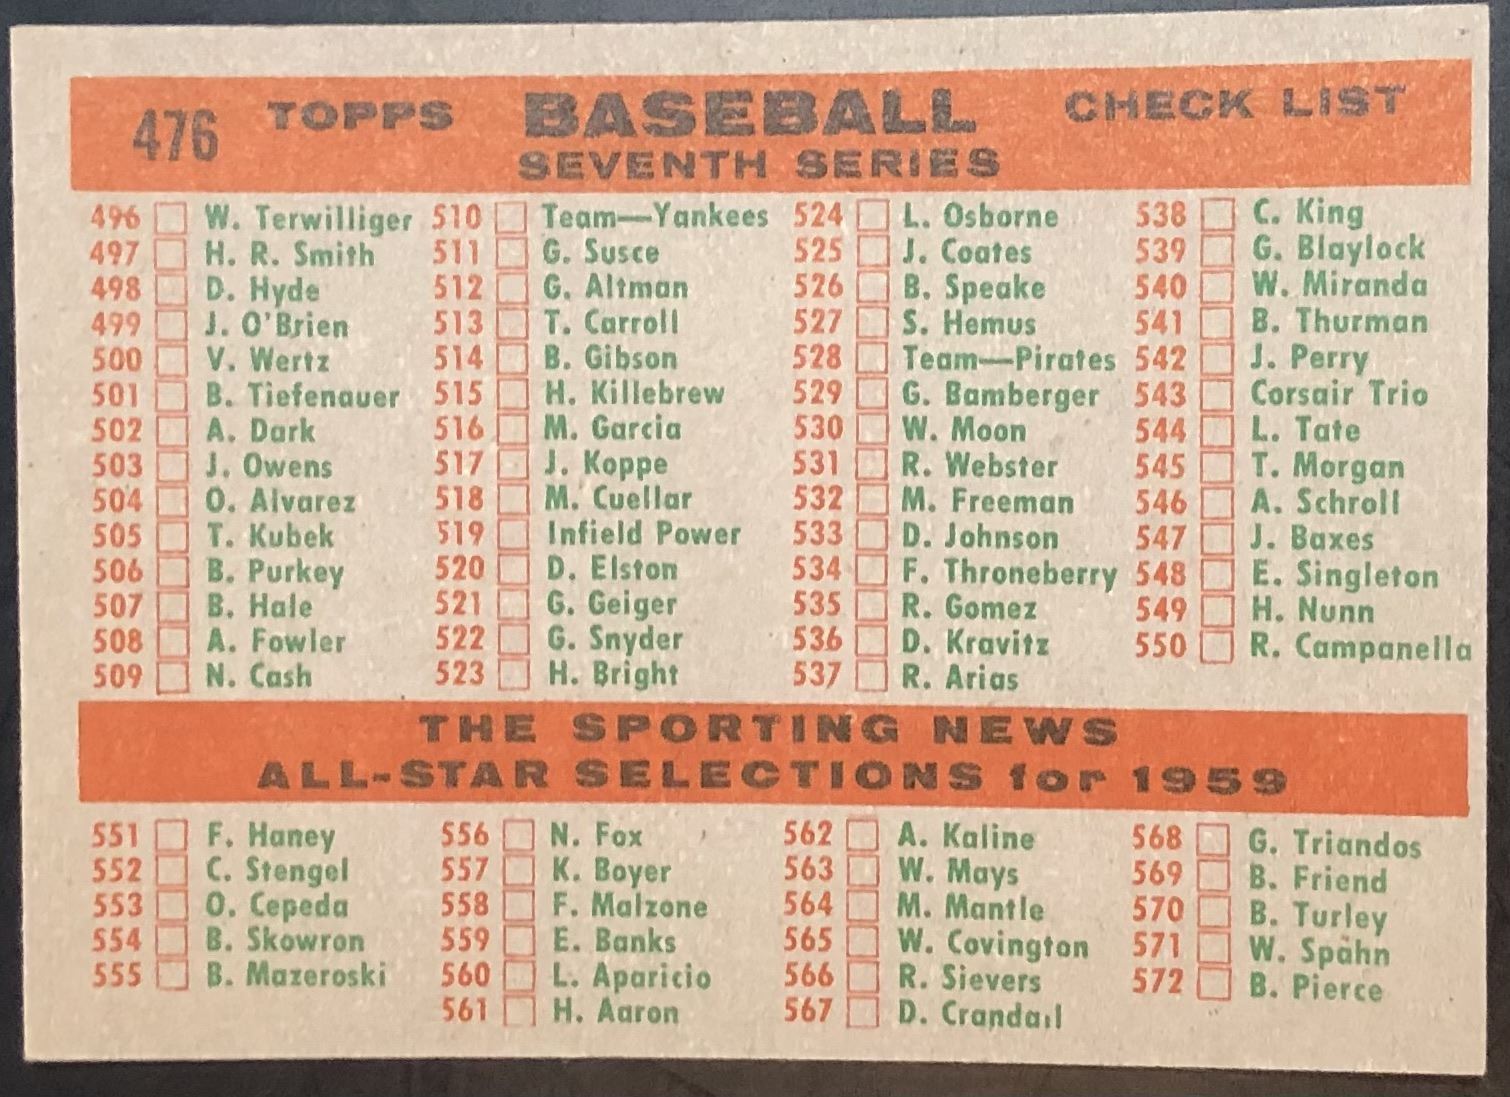 476 TOPPS BASEBALL CHECK LIST
SEVENTH SERIES
496 W. Terwilliger
497 H. R. Smith
498 D. Hyde
499 J. O'Brien
500 V. Wertz
501 B. Tiefenauer
502 A. Dark
503 J. Owens
504 O. Alvarez
505 T. Kubek
506 B. Purkey
507 B. Hale
508 A. Fowler
509 N. Cash
510 Team—Yankees
511 G. Susce
512 G. Altman
513 T. Carroll
514 B. Gibson
515 H. Killebrew
516 M. Garcia
517 J. Koppe
518 M. Cuellar
519 Infield Power
520 D. Elston
521 G. Geiger
522 G. Snyder
523 H. Bright
524 L. Osborne
525 J. Coates
526 B. Speake
527 S. Hemus
528 Team—Pirates
529 G. Bamberger
530 W. Moon
531 R. Webster
532 M. Freeman
533 D. Johnson
534 F. Throneberry
535 R. Gomez
536 D. Kravitz
537 R. Arias
538 C. King
539 G. Blaylock
540 W. Miranda
541 B. Thurman
542 J. Perry
543 Corsair Trio
544 L. Tate
545 T. Morgan
546 A. Schroll
547 J. Baxes
548 E. Singleton
549 H. Nunn
550 R. Campanella
THE SPORTING NEWS
ALL-STAR SELECTIONS for 1959
551 F. Haney
552 C. Stengel
553 O. Cepeda
554 B. Skowron
555 B. Mazeroski
556 N. Fox
557 K. Boyer
558 F. Malzone
559 E. Banks
560 L. Aparicio
561 H. Aaron
562 A. Kaline
563 W. Mays
564 M. Mantle
565 W. Covington
566 R. Sievers
567 D. Crandall
568 G. Triandos
569 B. Friend
570 B. Turley
571 W. Spahn
572 B. Pierce